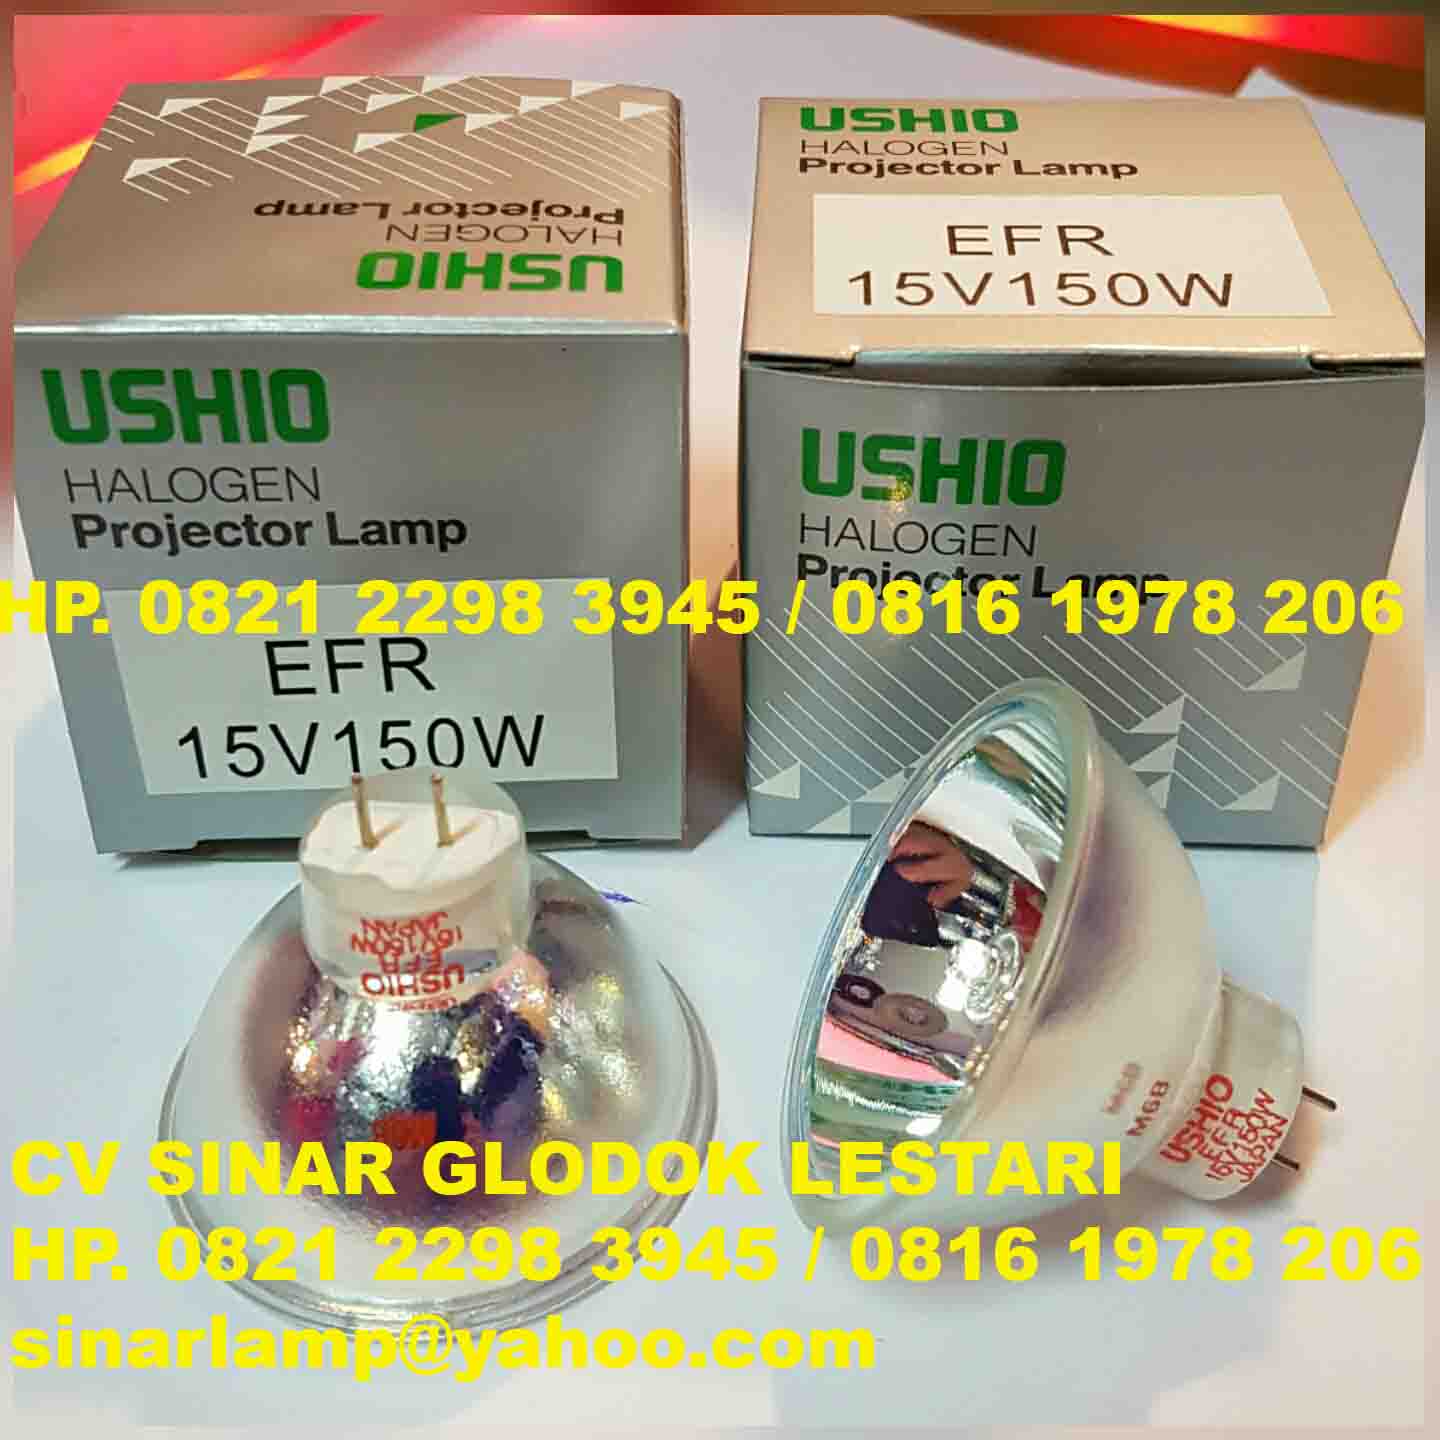 USHIO
HALOGEN
Projector Lamp
USHIO
HALOGEN
Projector Lamp
EFR
15V150W
USHIO
HALOGEN
Projector Lamp
EFR
15V150W
USHIO
HALOGEN
Projector Lamp
HP. 0821 2298 3945 / 0816 1978 206
USHIO
EFR
15V150W
JAPAN
M6B
M6B
USHIO
EFR
15V150W
JAPAN
CV SINAR GLODOK LESTARI
HP. 0821 2298 3945 / 0816 1978 206
sinarlamp@yahoo.com